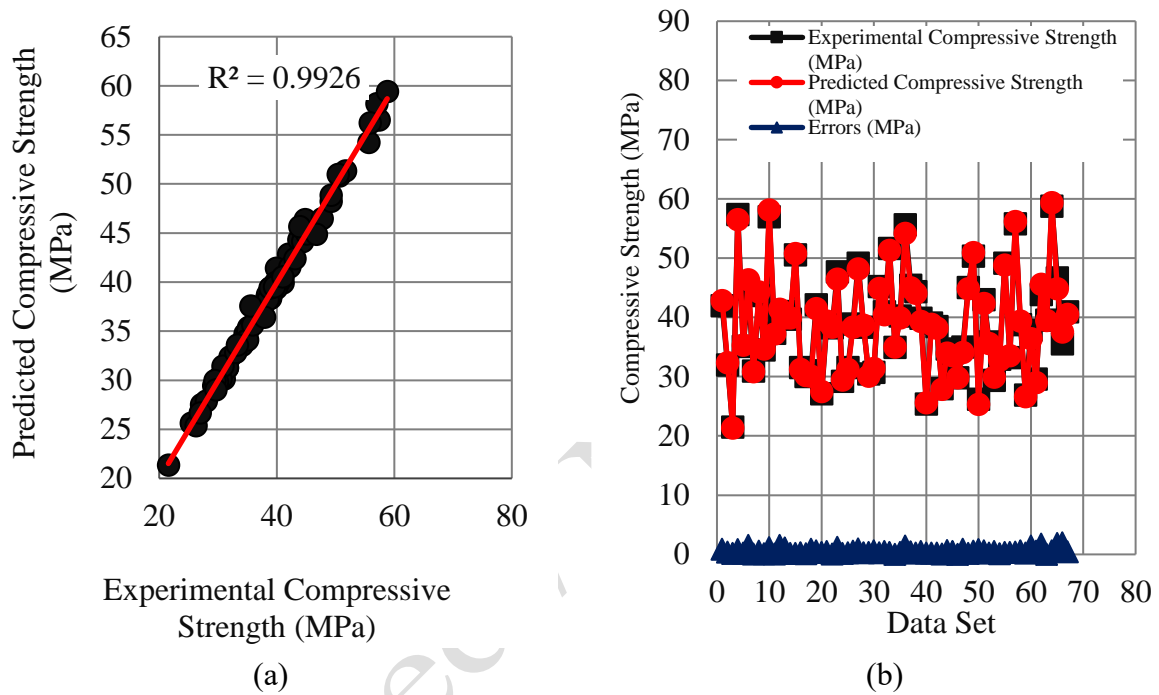 65
60
55
50
45
40
35
30
25
20
R² = 0.9926
Predicted Compressive Strength
(MPa)
20
40
60
80
Experimental Compressive
Strength (MPa)
(a)
90
80
70
60
50
40
30
20
10
0
Experimental Compressive Strength
(MPa)
Predicted Compressive Strength
(MPa)
Errors (MPa)
Compressive Strength (MPa)
0 10 20 30 40 50 60 70 80
Data Set
(b)